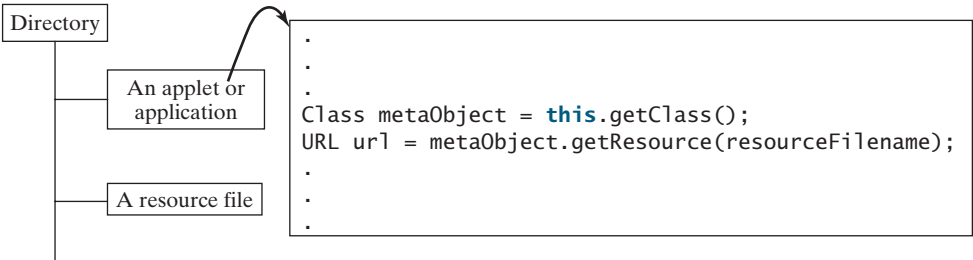 Directory
An applet or
application
A resource file
.
.
.
Class metaObject = this.getClass();
URL url = metaObject.getResource(resourceFilename);
.
.
.